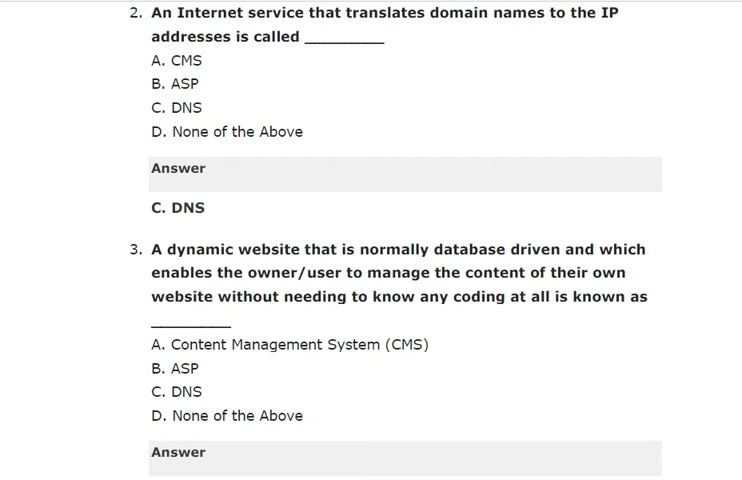 2. An Internet service that translates domain names to the IP
addresses is called ________
A. CMS
B. ASP
C. DNS
D. None of the Above
Answer
C. DNS
3. A dynamic website that is normally database driven and which
enables the owner/user to manage the content of their own
website without needing to know any coding at all is known as
________
A. Content Management System (CMS)
B. ASP
C. DNS
D. None of the Above
Answer